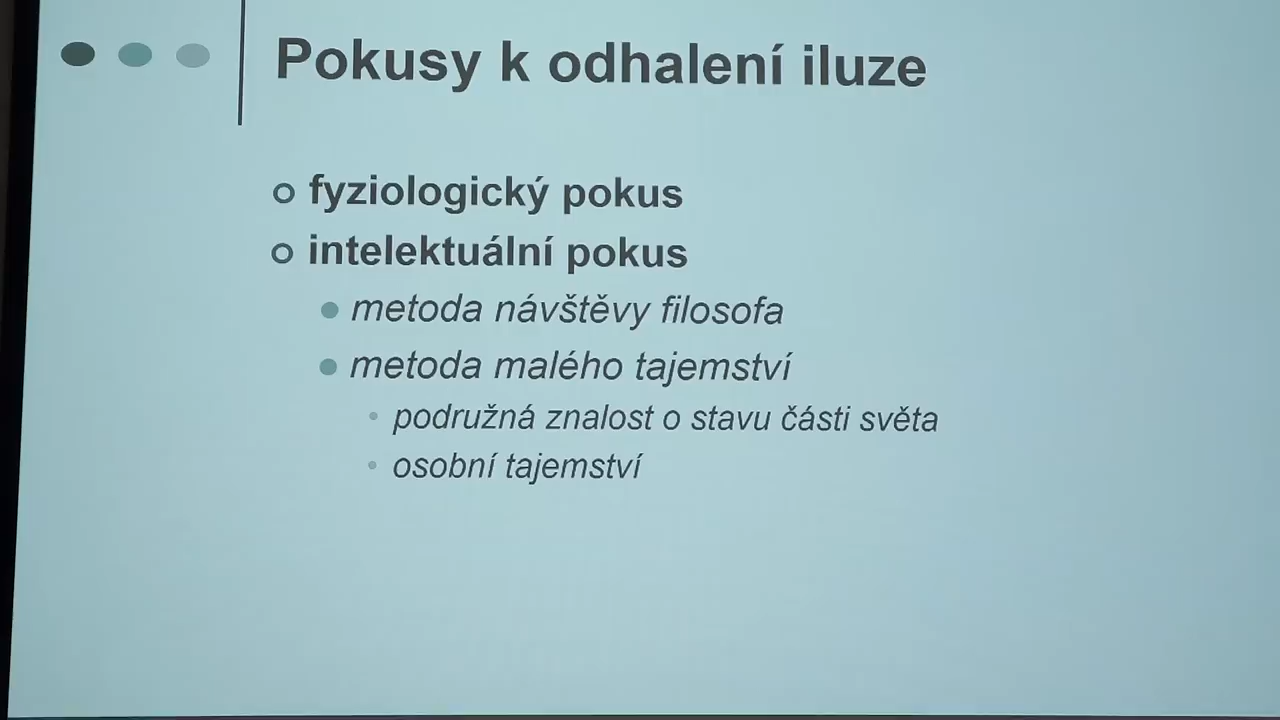 Pokusy k odhalení iluze
fyziologický pokus
intelektuální pokus
metoda návštěvy filosofa
metoda malého tajemství
podružná znalost o stavu části světa
osobní tajemství